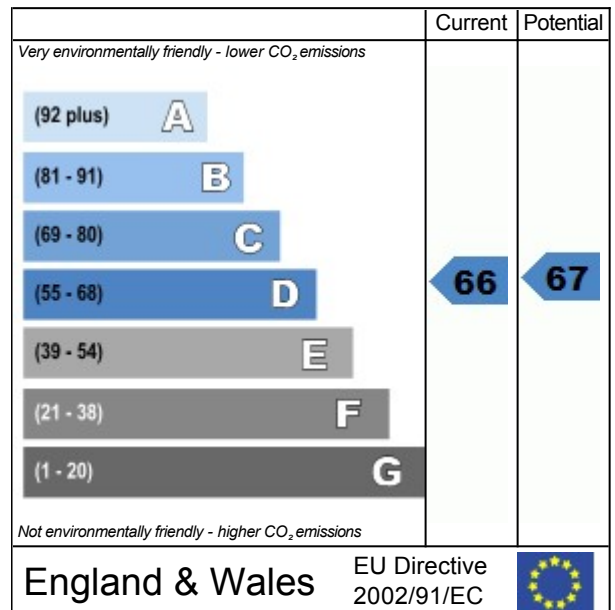 Current Potential
Very environmentally friendly - lower CO₂ emissions
(92 plus) A
(81 - 91) B
(69 - 80) C
(55 - 68) D 66 67
(39 - 54) E
(21 - 38) F
(1 - 20) G
Not environmentally friendly - higher CO₂ emissions
England & Wales EU Directive
2002/91/EC